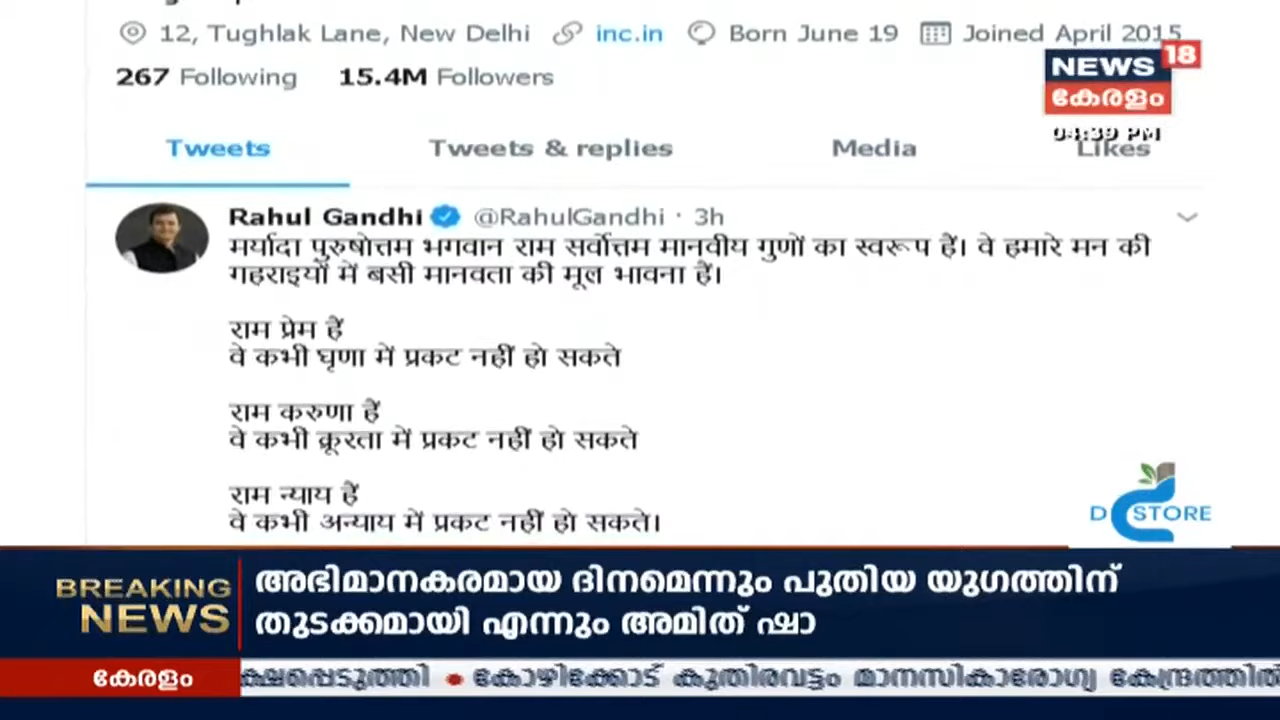 12, Tughlak Lane, New Delhi inc.in Born June 19 Joined April 2015
267 Following 15.4M Followers
NEWS 18
കേരളം
04:39 PM
Tweets Tweets & replies Media Likes
Rahul Gandhi @RahulGandhi · 3h
मर्यादा पुरुषोत्तम भगवान राम सर्वोत्तम मानवीय गुणों का स्वरूप हैं। वे हमारे मन की
गहराइयों में बसी मानवता की मूल भावना हैं।
राम प्रेम हैं
वे कभी घृणा में प्रकट नहीं हो सकते
राम करुणा हैं
वे कभी क्रूरता में प्रकट नहीं हो सकते
राम न्याय हैं
वे कभी अन्याय में प्रकट नहीं हो सकते।
D STORE
BREAKING
NEWS
അഭിമാനകരമായ ദിനമെന്നും പുതിയ യുഗത്തിന്
തുടക്കമായി എന്നും അമിത് ഷാ
കേരളം
ക്ഷപ്പെടുത്തി • കോഴിക്കോട് കുതിരവട്ടം മാനസികാരോഗ്യ കേന്ദ്രത്തിൽ